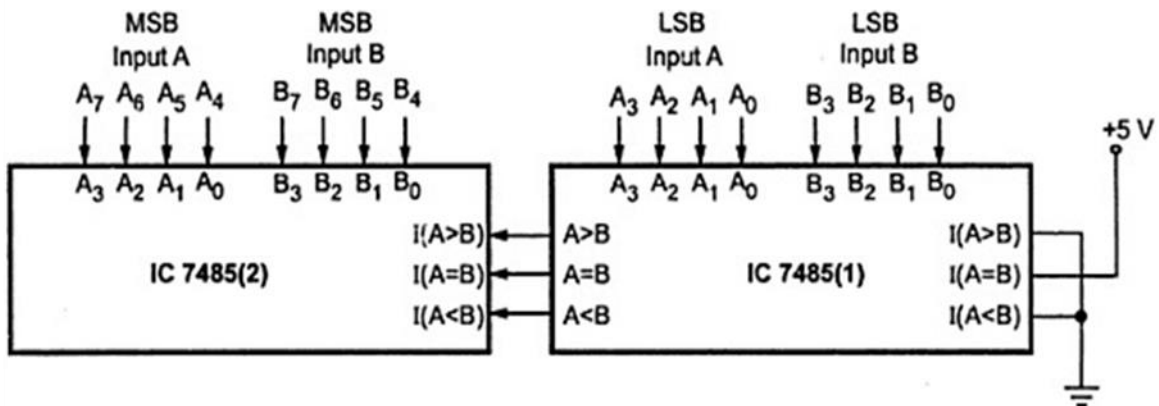 MSB MSB LSB LSB
Input A Input B Input A Input B
A₇ A₆ A₅ A₄ B₇ B₆ B₅ B₄ A₃ A₂ A₁ A₀ B₃ B₂ B₁ B₀
+5 V
A₃ A₂ A₁ A₀ B₃ B₂ B₁ B₀ A₃ A₂ A₁ A₀ B₃ B₂ B₁ B₀
I(A>B) A>B I(A>B)
IC 7485(2) I(A=B) A=B IC 7485(1) I(A=B)
I(A<B) A<B I(A<B)